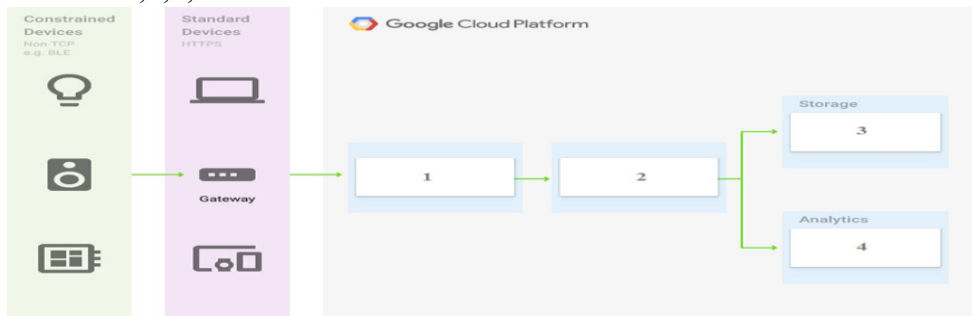 Constrained
Devices
Non-TCP
e.g. BLE
Standard
Devices
HTTPS
Google Cloud Platform
Gateway
1
2
Storage
3
Analytics
4